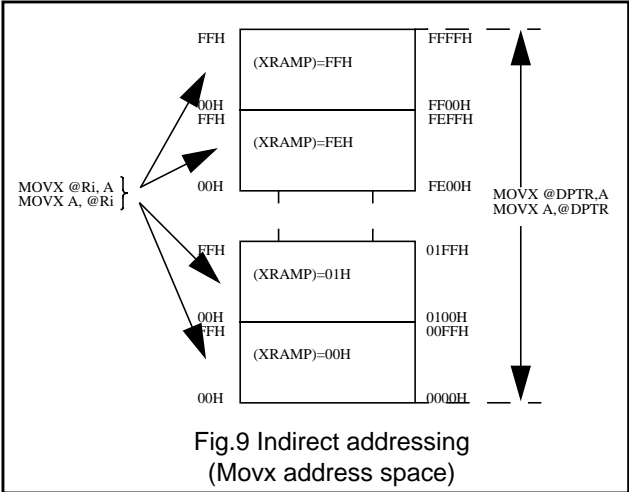 FFH FFFFH
(XRAMP)=FFH
00H FF00H
FFH FEFFH
(XRAMP)=FEH
00H FE00H
MOVX @Ri, A
MOVX A, @Ri
MOVX @DPTR,A
MOVX A,@DPTR
FFH 01FFH
(XRAMP)=01H
00H 0100H
FFH 00FFH
(XRAMP)=00H
00H 0000H
Fig.9 Indirect addressing
(Movx address space)